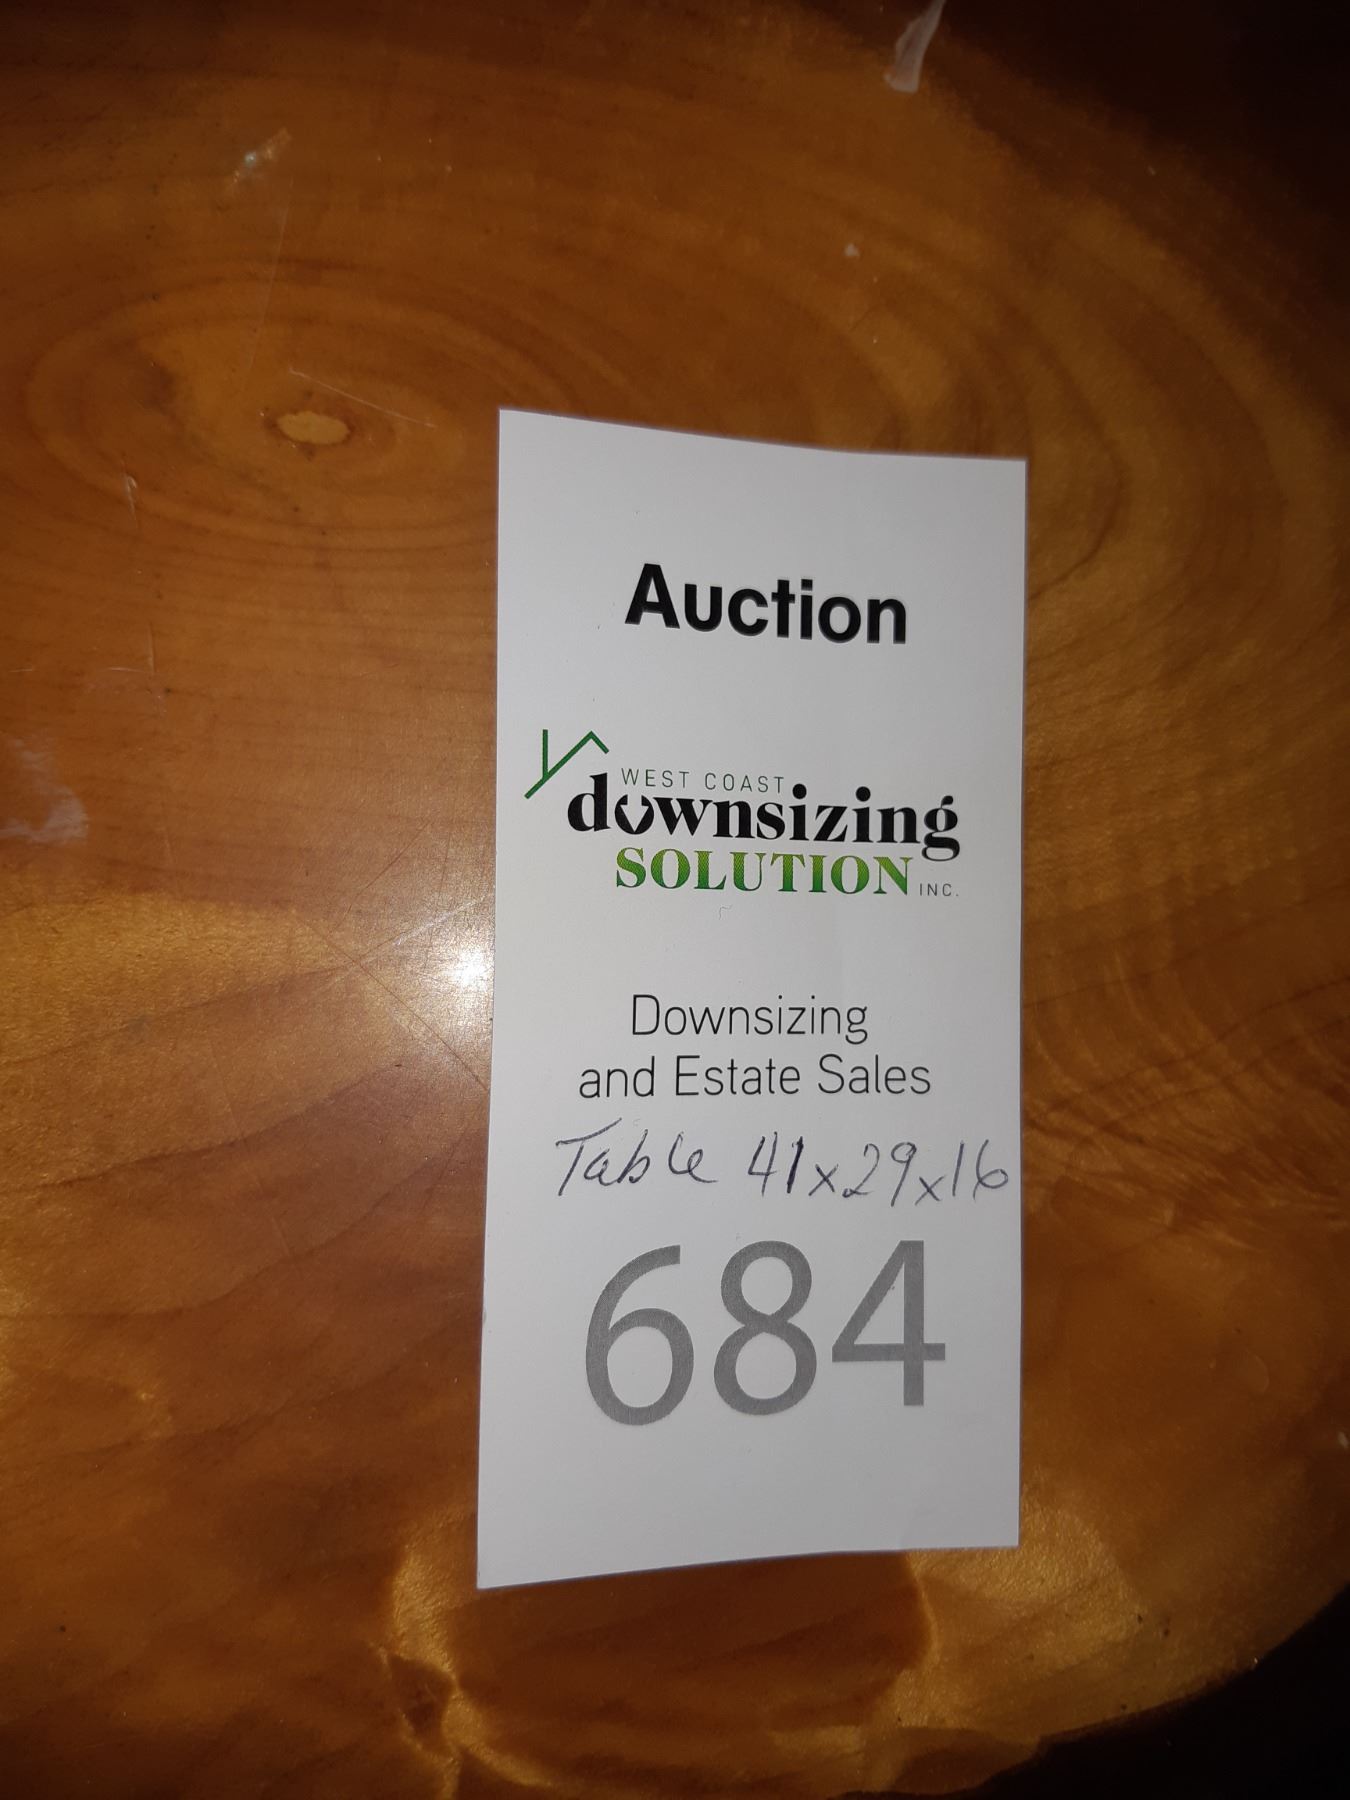 Auction
WEST COAST
downsizing
SOLUTION INC.
Downsizing
and Estate Sales
Table 41x29x16
684